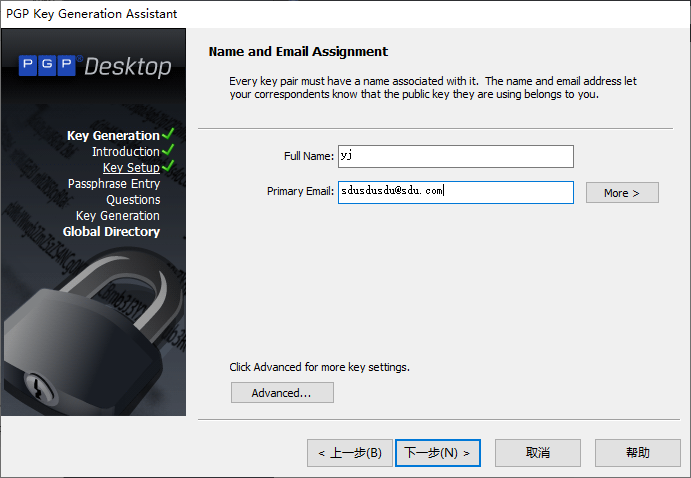 PGP Key Generation Assistant
PGP® Desktop
Key Generation
Introduction
Key Setup
Passphrase Entry
Questions
Key Generation
Global Directory
Name and Email Assignment
Every key pair must have a name associated with it. The name and email address let
your correspondents know that the public key they are using belongs to you.
Full Name: yj
Primary Email: sdusdusdu@sdu.com
More >
Click Advanced for more key settings.
Advanced...
< 上一步(B)
下一步(N) >
取消
帮助